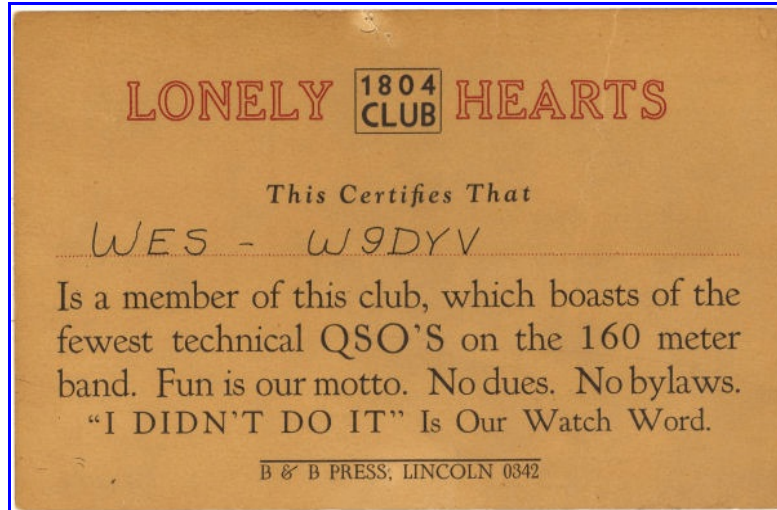 LONELY 1804 CLUB HEARTS
This Certifies That
WES - W9DYV
Is a member of this club, which boasts of the
fewest technical QSO'S on the 160 meter
band. Fun is our motto. No dues. No bylaws.
"I DIDN'T DO IT" Is Our Watch Word.
B & B PRESS, LINCOLN 0342